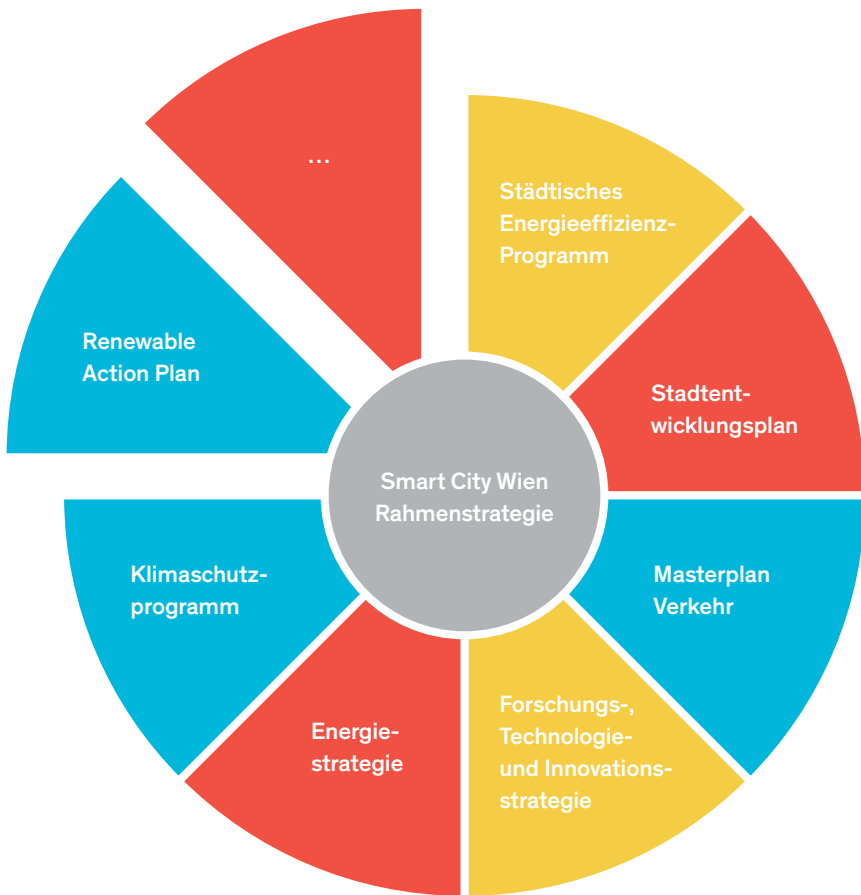 ...
Städtisches
Energieeffizienz-
Programm
Renewable
Action Plan
Stadtent-
wicklungsplan
Smart City Wien
Rahmenstrategie
Klimaschutz-
programm
Masterplan
Verkehr
Energie-
strategie
Forschungs-,
Technologie-
und Innovations-
strategie